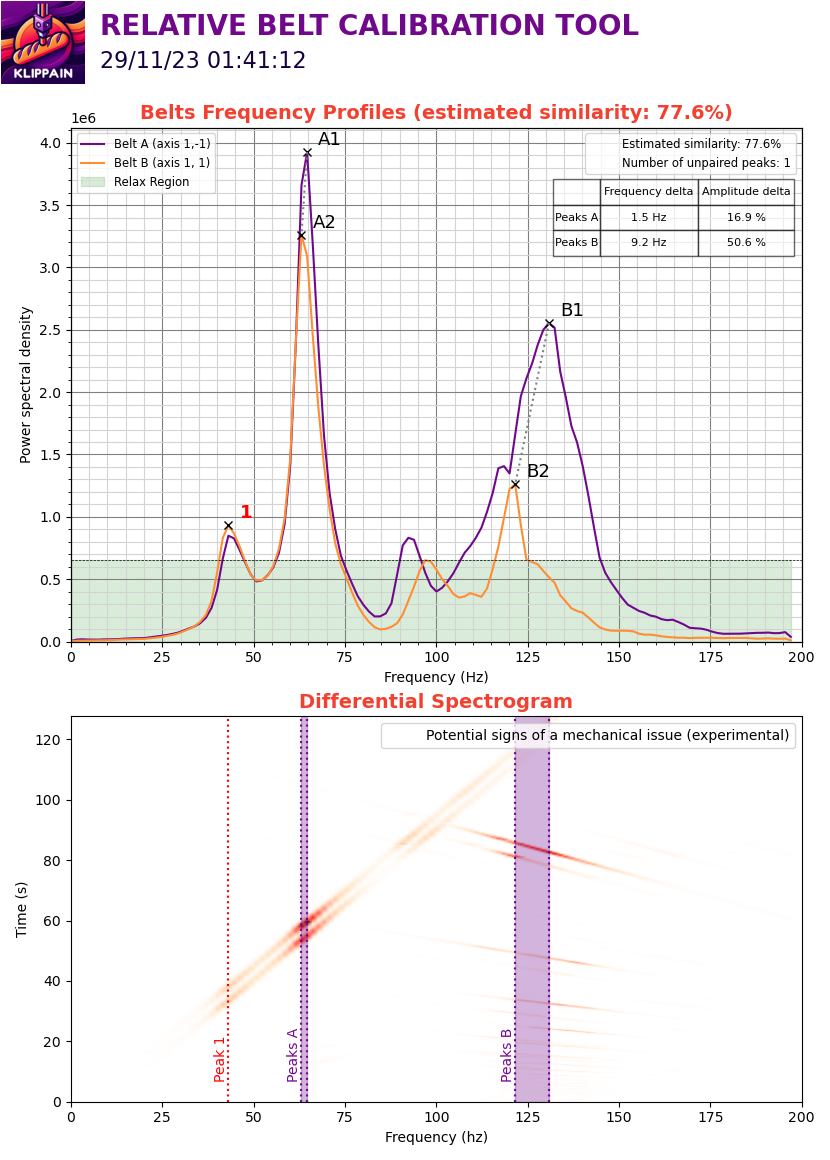 RELATIVE BELT CALIBRATION TOOL
29/11/23 01:41:12
KLIPPAIN
Belts Frequency Profiles (estimated similarity: 77.6%)
1e6
Belt A (axis 1,-1)
Belt B (axis 1, 1)
Relax Region
Estimated similarity: 77.6%
Number of unpaired peaks: 1
Frequency delta Amplitude delta
Peaks A 1.5 Hz 16.9 %
Peaks B 9.2 Hz 50.6 %
A1
A2
B1
B2
1
Power spectral density
4.0
3.5
3.0
2.5
2.0
1.5
1.0
0.5
0.0
0 25 50 75 100 125 150 175 200
Frequency (Hz)
Differential Spectrogram
Potential signs of a mechanical issue (experimental)
Time (s)
120
100
80
60
40
20
0
Peak 1
Peaks A
Peaks B
0 25 50 75 100 125 150 175 200
Frequency (hz)